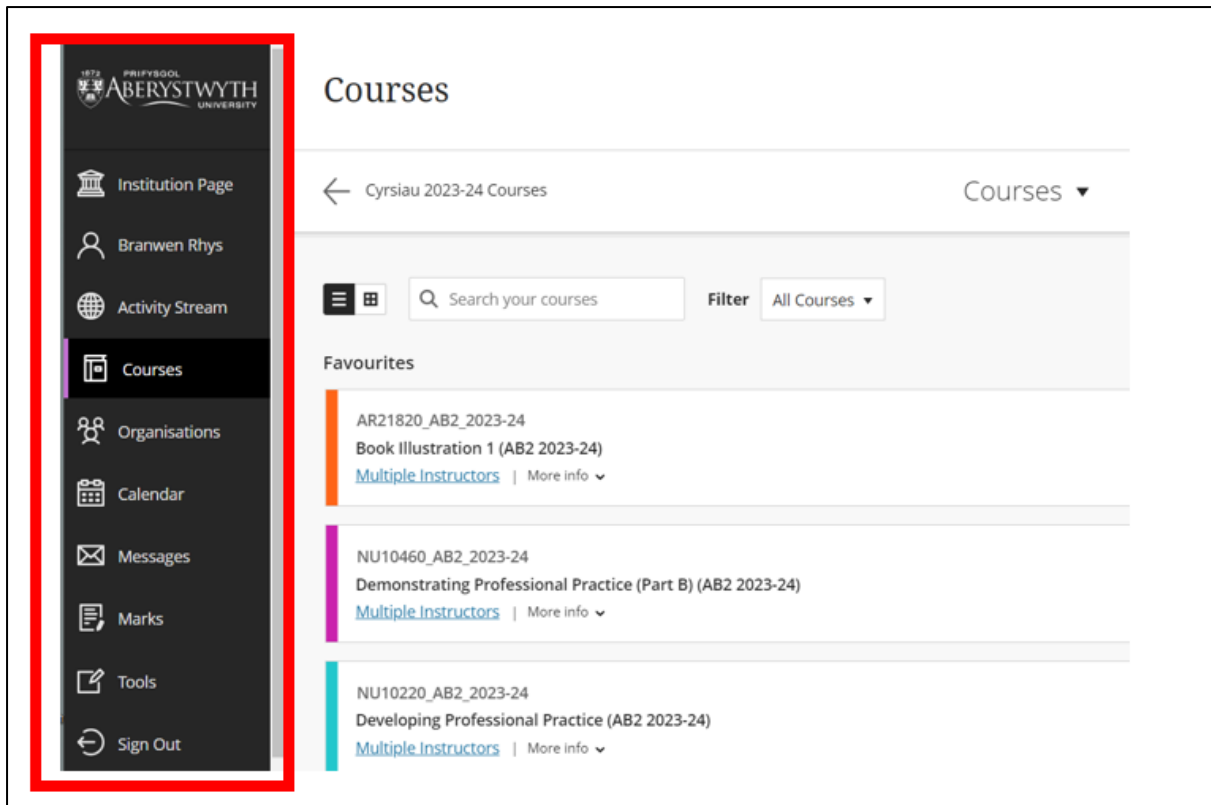 1872
PRIFYSGOL
ABERYSTWYTH
UNIVERSITY
Institution Page
Branwen Rhys
Activity Stream
Courses
Organisations
Calendar
Messages
Marks
Tools
Sign Out
Courses
Cyrsiau 2023-24 Courses
Courses
Search your courses
Filter All Courses
Favourites
AR21820_AB2_2023-24
Book Illustration 1 (AB2 2023-24)
Multiple Instructors | More info
NU10460_AB2_2023-24
Demonstrating Professional Practice (Part B) (AB2 2023-24)
Multiple Instructors | More info
NU10220_AB2_2023-24
Developing Professional Practice (AB2 2023-24)
Multiple Instructors | More info